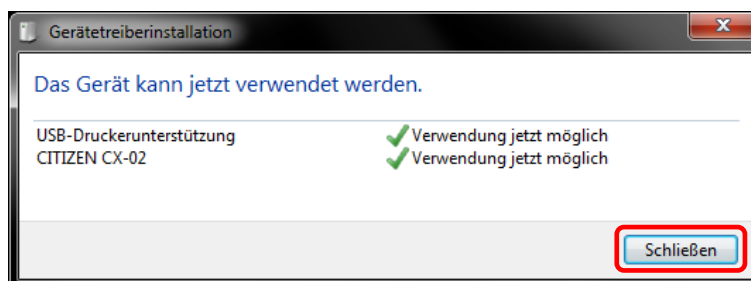 Gerätetreiberinstallation
Das Gerät kann jetzt verwendet werden.
USB-Druckerunterstützung Verwendung jetzt möglich
CITIZEN CX-02 Verwendung jetzt möglich
Schließen